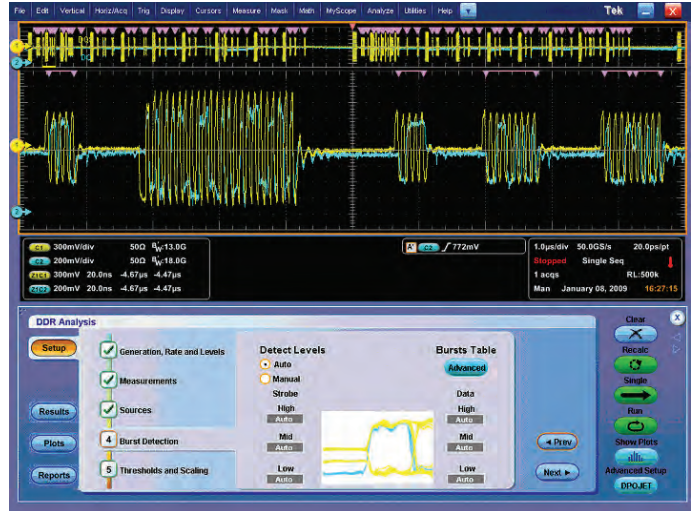 File Edit Vertical Horiz/Acq Trig Display Cursors Measure Mask Math MyScope Analyze Utilities Help Tek X
1
2
1
2
C1 300mV/div 50Ω BW:13.0G
C2 200mV/div 50Ω BW:18.0G
Z1C1 300mV 20.0ns -4.67µs -4.47µs
Z1C2 200mV 20.0ns -4.67µs -4.47µs
A' C2 772mV
1.0µs/div 50.0GS/s 20.0ps/pt
Stopped Single Seq
1 acqs RL:500k
Man January 08, 2009 16:27:15
DDR Analysis
Setup
Results
Plots
Reports
Generation, Rate and Levels
Measurements
Sources
4 Burst Detection
5 Thresholds and Scaling
Detect Levels
Auto
Manual
Strobe
High
Auto
Mid
Auto
Low
Auto
Bursts Table
Advanced
Data
High
Auto
Mid
Auto
Low
Auto
Prev
Next
Clear
X
Recalc
Single
Run
Show Plots
Advanced Setup
DPOJET